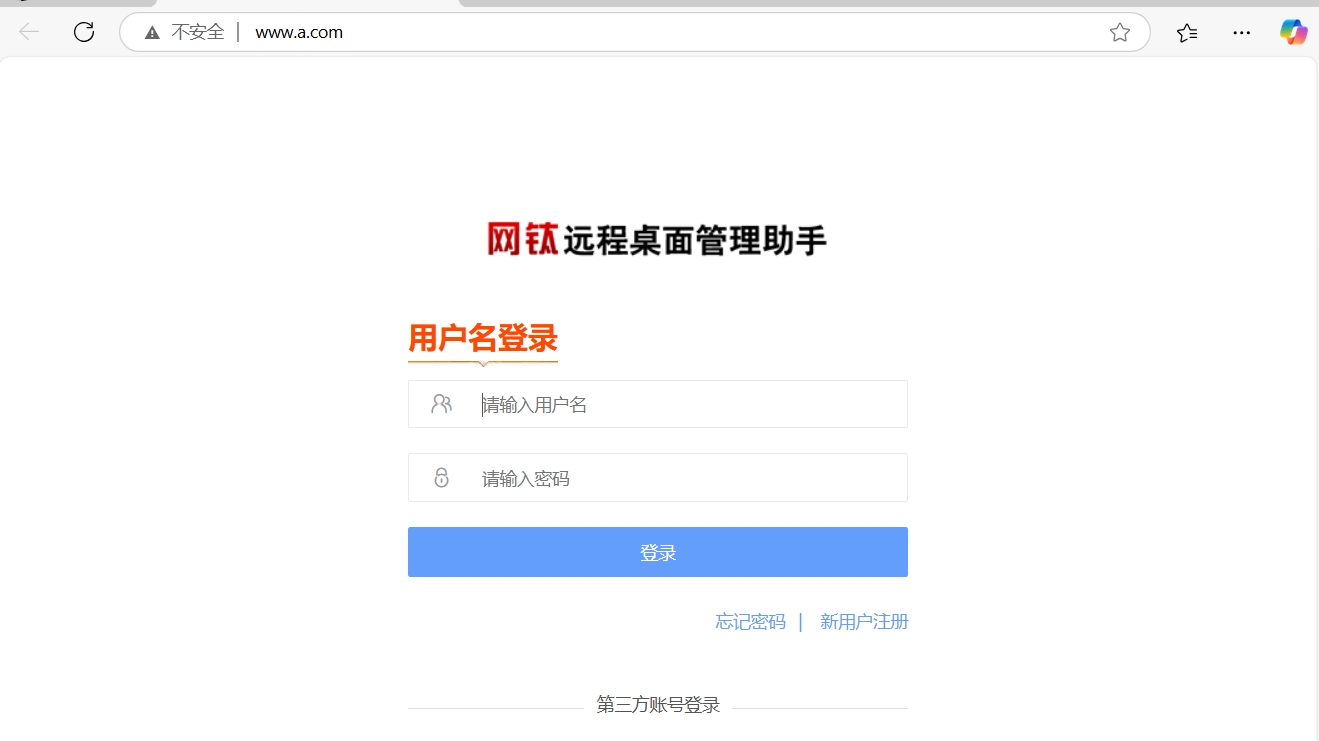 不安全 | www.a.com
网钛远程桌面管理助手
用户名登录
请输入用户名
请输入密码
登录
忘记密码 | 新用户注册
第三方账号登录